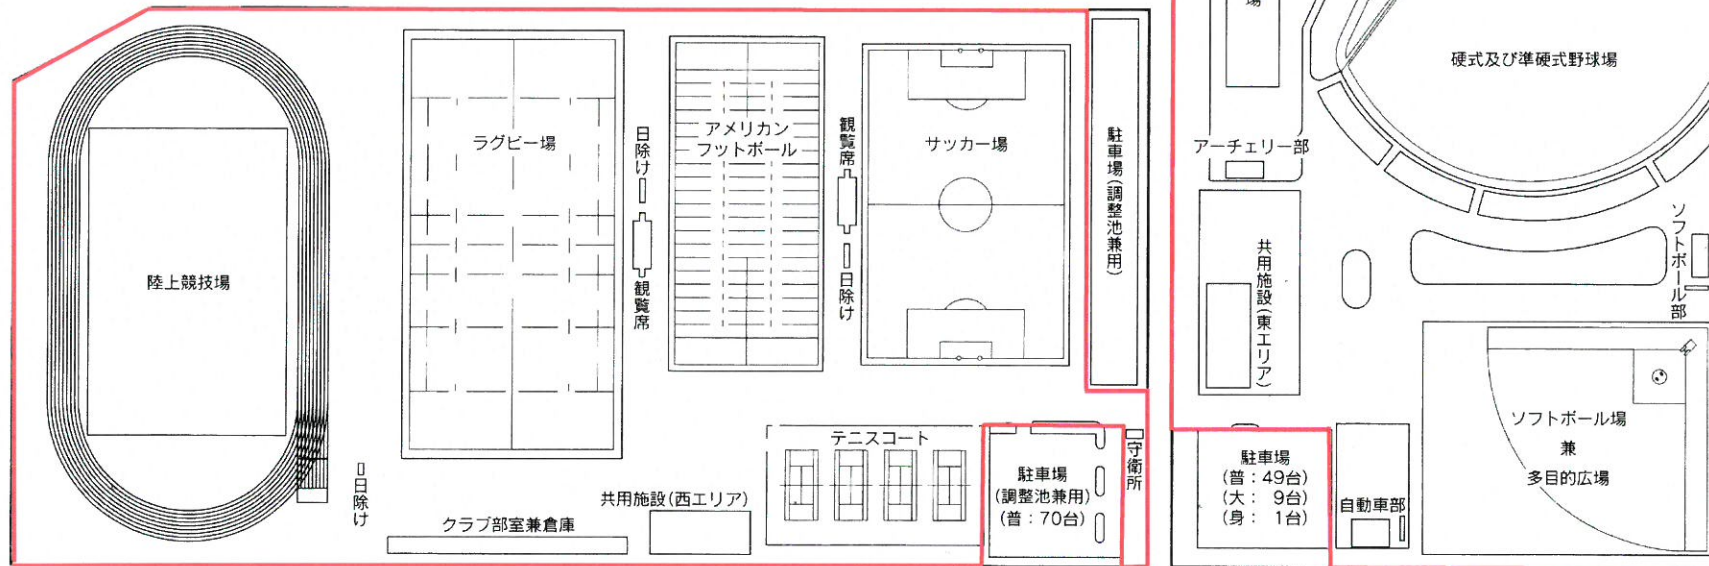 陸上競技場
日除け
ラグビー場
日除け
観覧席
アメリカン
フットボール
観覧席
日除け
サッカー場
駐車場(調整池兼用)
テニスコート
駐車場
(調整池兼用)
(普：70台)
守衛所
共用施設(西エリア)
クラブ部室兼倉庫
場
アーチェリー部
硬式及び準硬式野球場
共用施設(東エリア)
ソフトボール部
駐車場
(普：49台)
(大：9台)
(身：1台)
自動車部
ソフトボール場
兼
多目的広場